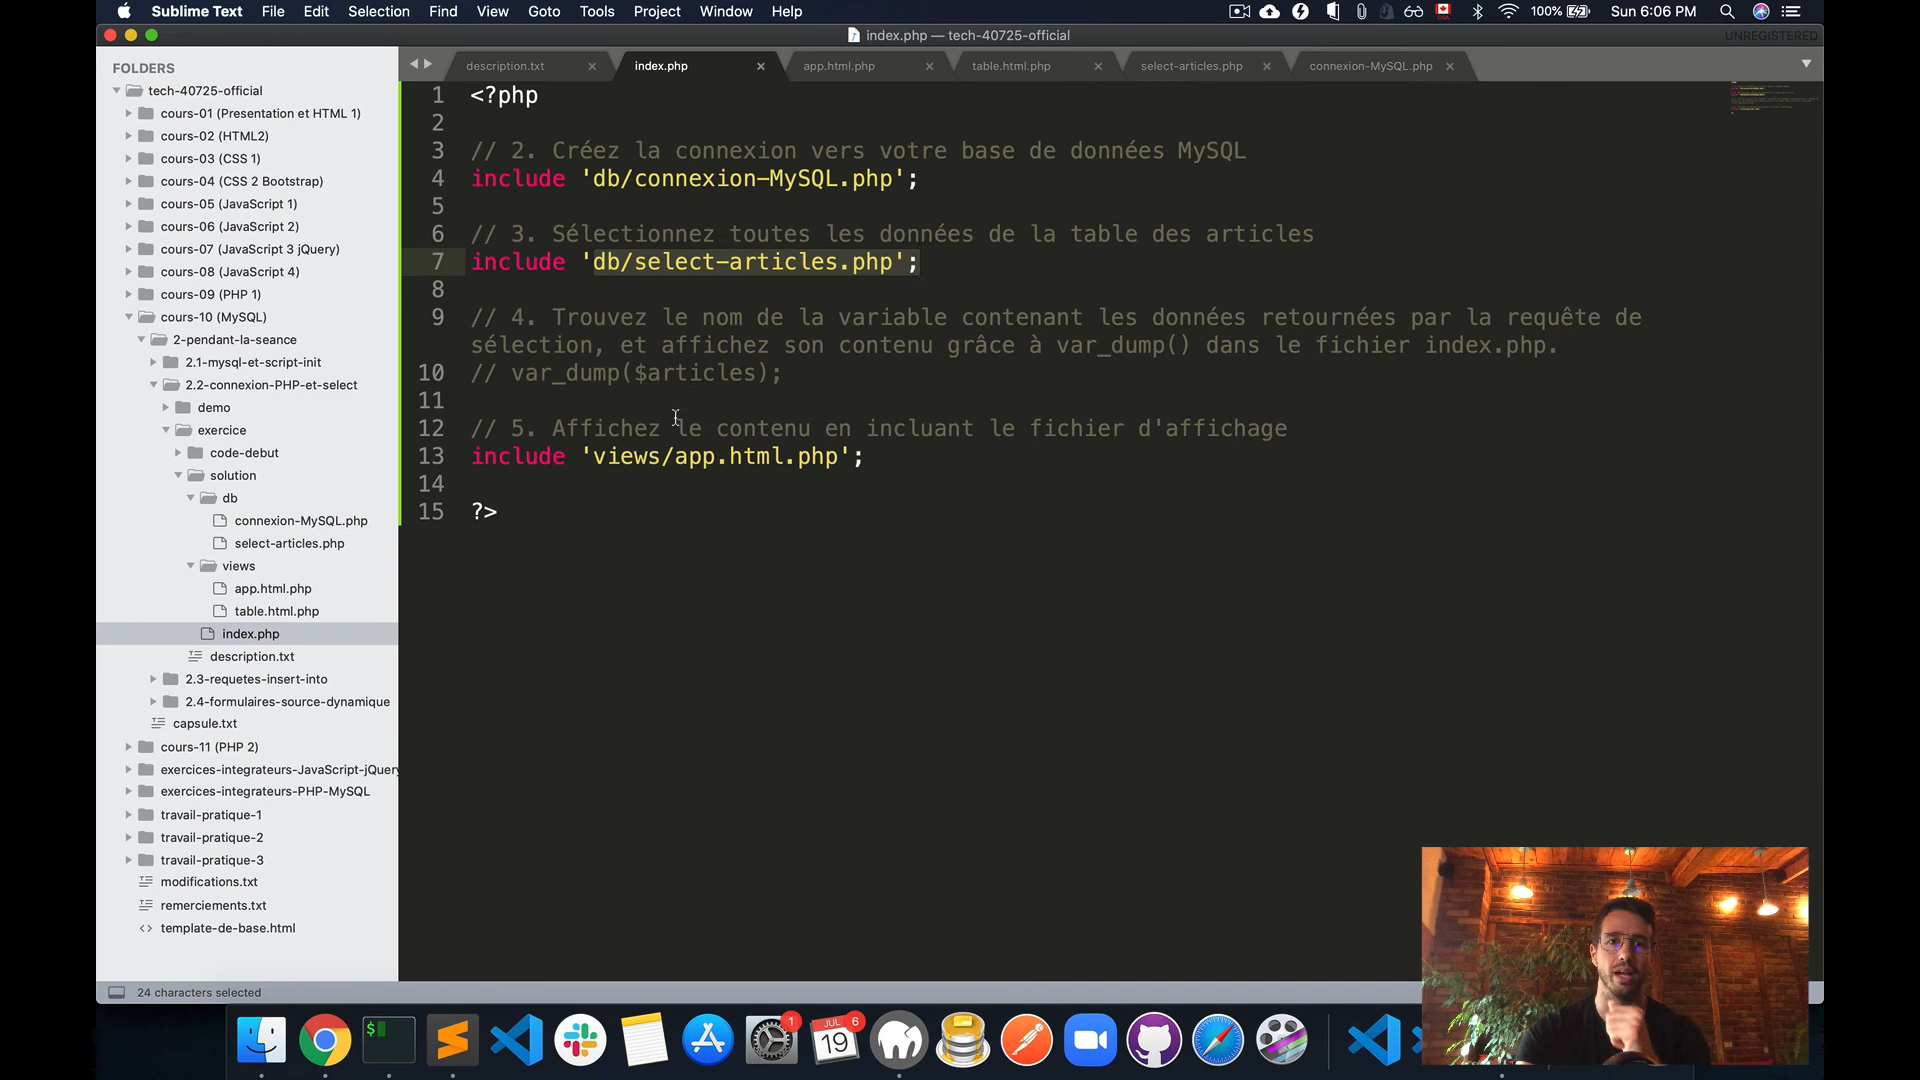 Sublime Text File Edit Selection Find View Goto Tools Project Window Help 100% Sun 6:06 PM
index.php — tech-40725-official UNREGISTERED
FOLDERS
tech-40725-official
cours-01 (Presentation et HTML 1)
cours-02 (HTML2)
cours-03 (CSS 1)
cours-04 (CSS 2 Bootstrap)
cours-05 (JavaScript 1)
cours-06 (JavaScript 2)
cours-07 (JavaScript 3 jQuery)
cours-08 (JavaScript 4)
cours-09 (PHP 1)
cours-10 (MySQL)
2-pendant-la-seance
2.1-mysql-et-script-init
2.2-connexion-PHP-et-select
demo
exercice
code-debut
solution
db
connexion-MySQL.php
select-articles.php
views
app.html.php
table.html.php
index.php
description.txt
2.3-requetes-insert-into
2.4-formulaires-source-dynamique
capsule.txt
cours-11 (PHP 2)
exercices-integrateurs-JavaScript-jQuery
exercices-integrateurs-PHP-MySQL
travail-pratique-1
travail-pratique-2
travail-pratique-3
modifications.txt
remerciements.txt
template-de-base.html
description.txt index.php app.html.php table.html.php select-articles.php connexion-MySQL.php
1 <?php
2
3 // 2. Créez la connexion vers votre base de données MySQL
4 include 'db/connexion-MySQL.php';
5
6 // 3. Sélectionnez toutes les données de la table des articles
7 include 'db/select-articles.php';
8
9 // 4. Trouvez le nom de la variable contenant les données retournées par la requête de
sélection, et affichez son contenu grâce à var_dump() dans le fichier index.php.
10 // var_dump($articles);
11
12 // 5. Affichez le contenu en incluant le fichier d'affichage
13 include 'views/app.html.php';
14
15 ?>
24 characters selected
$ 1 JUL 6
19